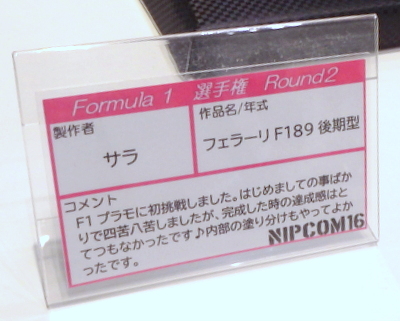 Formula 1 選手権 Round2
製作者
サラ
作品名/年式
フェラーリ F189 後期型
コメント
F1 プラモに初挑戦しました。はじめましての事ばか
りで四苦八苦しましたが、完成した時の達成感はと
てつもなかったです♪内部の塗り分けもやってよか
ったです。
NIPCOM16